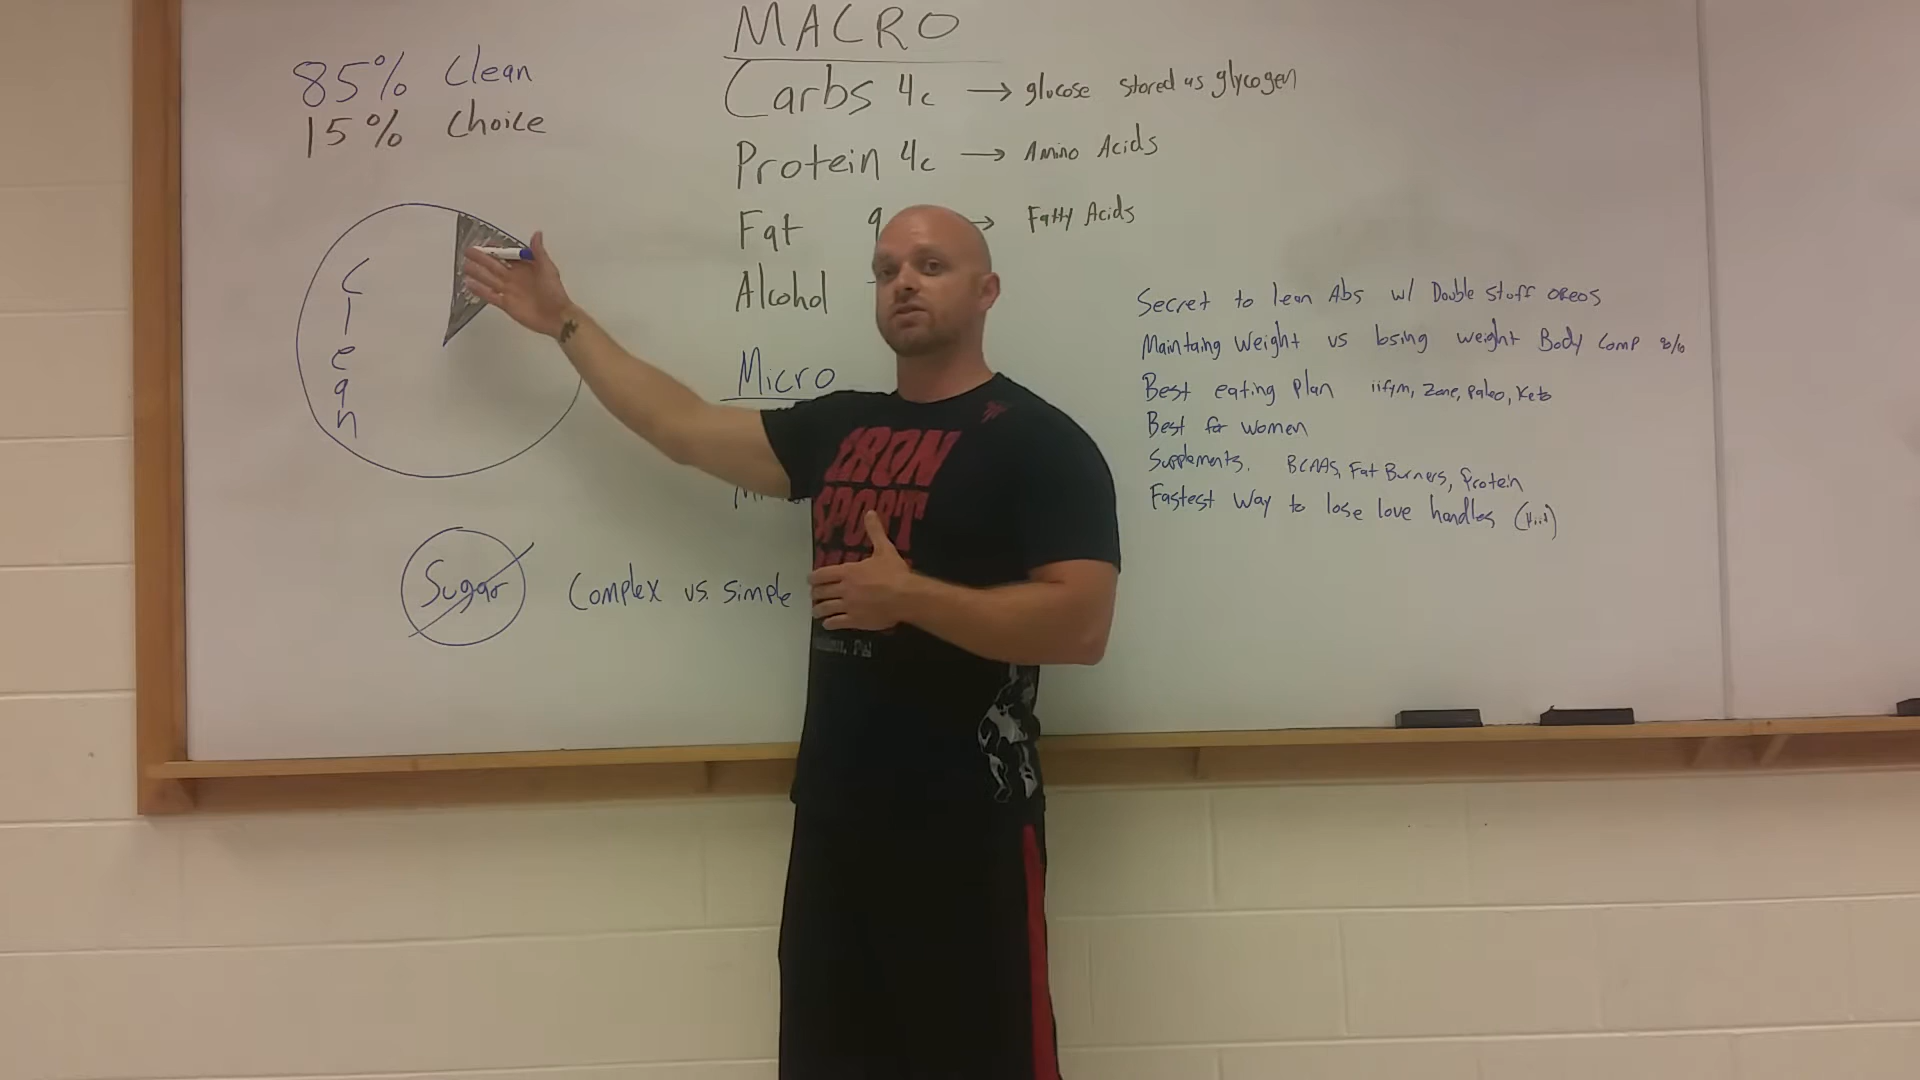 85% Clean
15% Choice
Clean
Sugar
Complex vs. simple
MACRO
Carbs 4c → glucose stored as glycogen
Protein 4c → Amino Acids
Fat 9 → Fatty Acids
Alcohol
Micro
Secret to lean Abs w/ Double stuff OREOS
Maintaing Weight vs losing weight Body Comp %
Best eating plan iifym, Zone, Paleo, Keto
Best for women
Supplements. BCAAS, Fat Burners, Protein
Fastest Way to lose love handles (Hiit)
IRON
SPORT